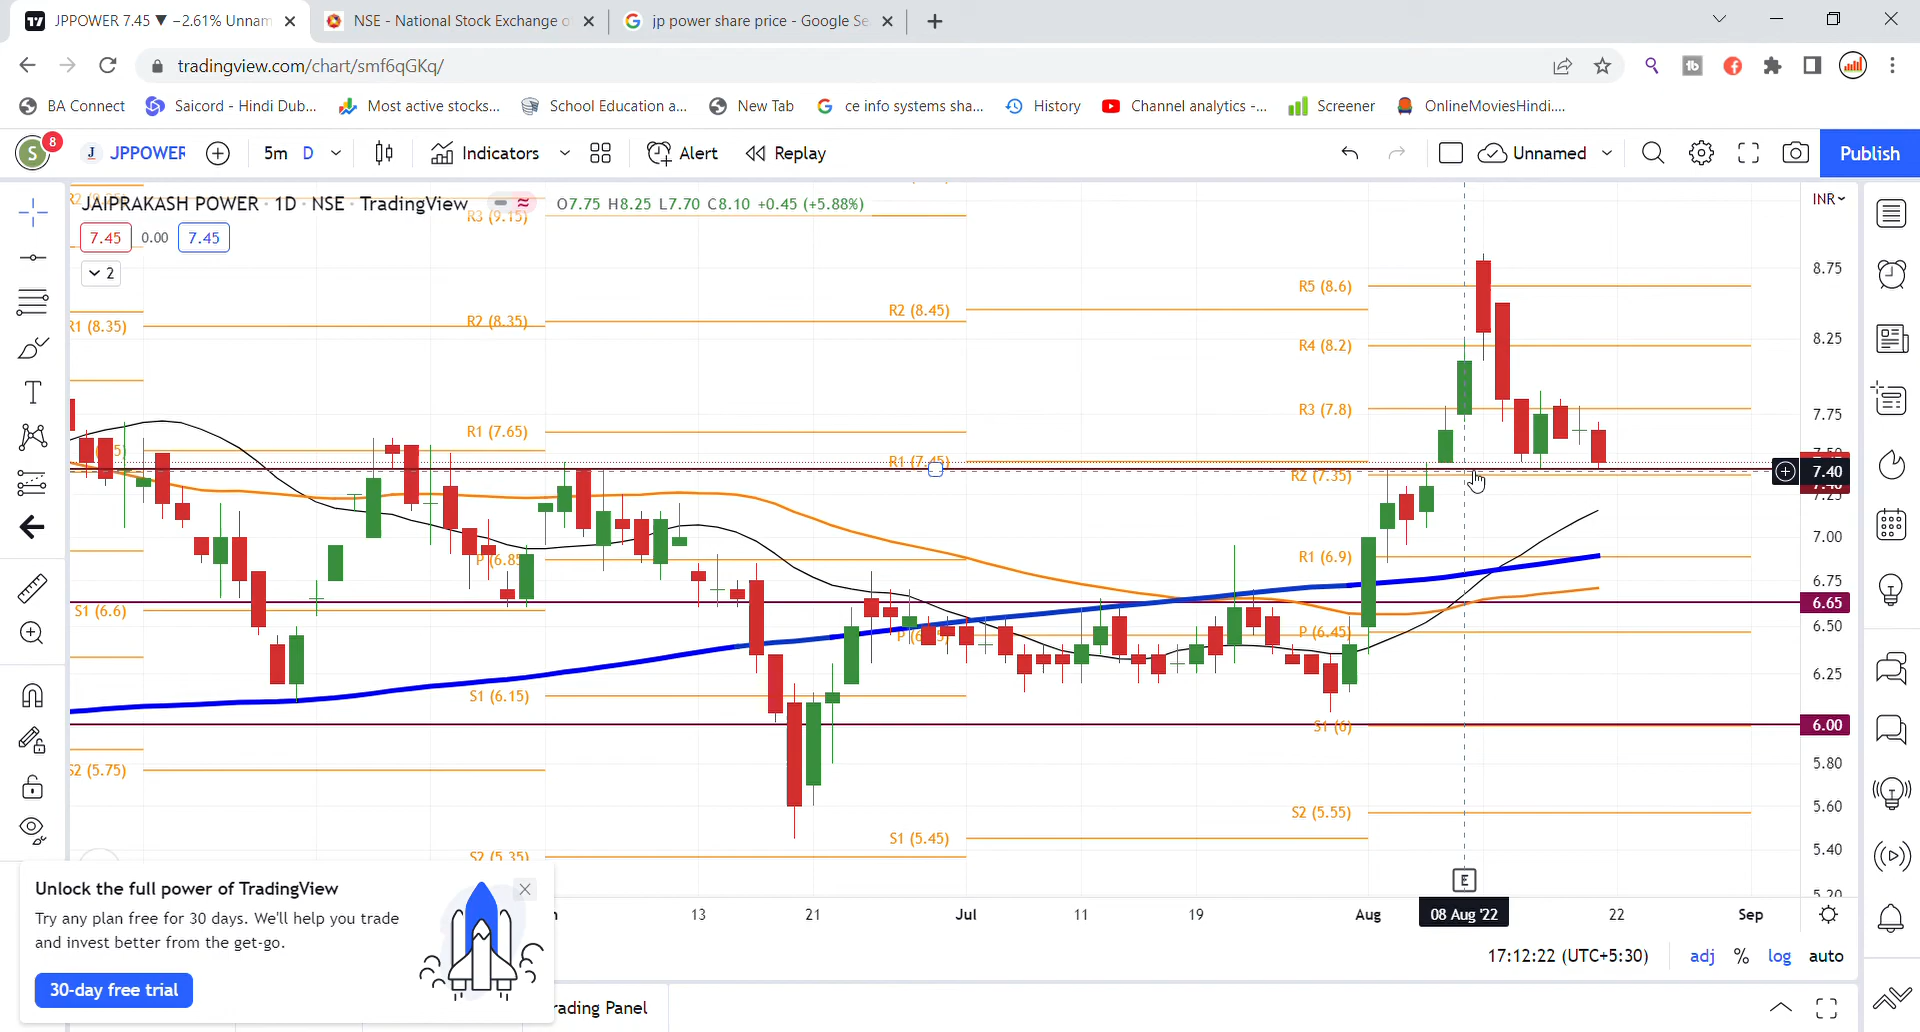 JPPOWER 7.45 ▼ −2.61% Unnam
NSE - National Stock Exchange o
jp power share price - Google Se
tradingview.com/chart/smf6qGKq/
BA Connect
Saicord - Hindi Dub...
Most active stocks...
School Education a...
New Tab
ce info systems sha...
History
Channel analytics -...
Screener
OnlineMoviesHindi....
S
8
J
JPPOWER
5m
D
Indicators
Alert
Replay
Unnamed
Publish
JAIPRAKASH POWER · 1D · NSE · TradingView
O7.75 H8.25 L7.70 C8.10 +0.45 (+5.88%)
INR
7.45
0.00
7.45
2
R3 (9.15)
8.75
R5 (8.6)
R1 (8.35)
R2 (8.35)
R2 (8.45)
8.25
R4 (8.2)
7.75
R3 (7.8)
R1 (7.65)
R1 (7.45)
R2 (7.35)
7.40
7.25
7.00
P (6.85)
R1 (6.9)
6.75
6.65
S1 (6.6)
6.50
P (6.45)
6.25
S1 (6.15)
6.00
S1 (6)
S2 (5.75)
5.80
S2 (5.55)
5.60
S1 (5.45)
5.40
S2 (5.35)
5.20
E
13
21
Jul
11
19
Aug
08 Aug '22
22
Sep
17:12:22 (UTC+5:30)
adj
%
log
auto
Unlock the full power of TradingView
Try any plan free for 30 days. We'll help you trade
and invest better from the get-go.
30-day free trial
rading Panel